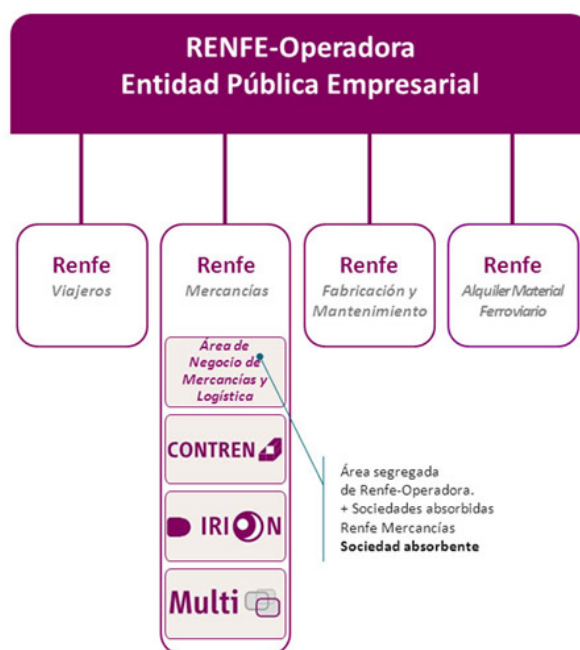 RENFE-Operadora
Entidad Pública Empresarial
Renfe
Viajeros
Renfe
Mercancías
Renfe
Fabricación y
Mantenimiento
Renfe
Alquiler Material
Ferroviario
Área de
Negocio de
Mercancías y
Logística
CONTREN
IRION
Multi
Área segregada
de Renfe-Operadora.
+ Sociedades absorbidas
Renfe Mercancías
Sociedad absorbente